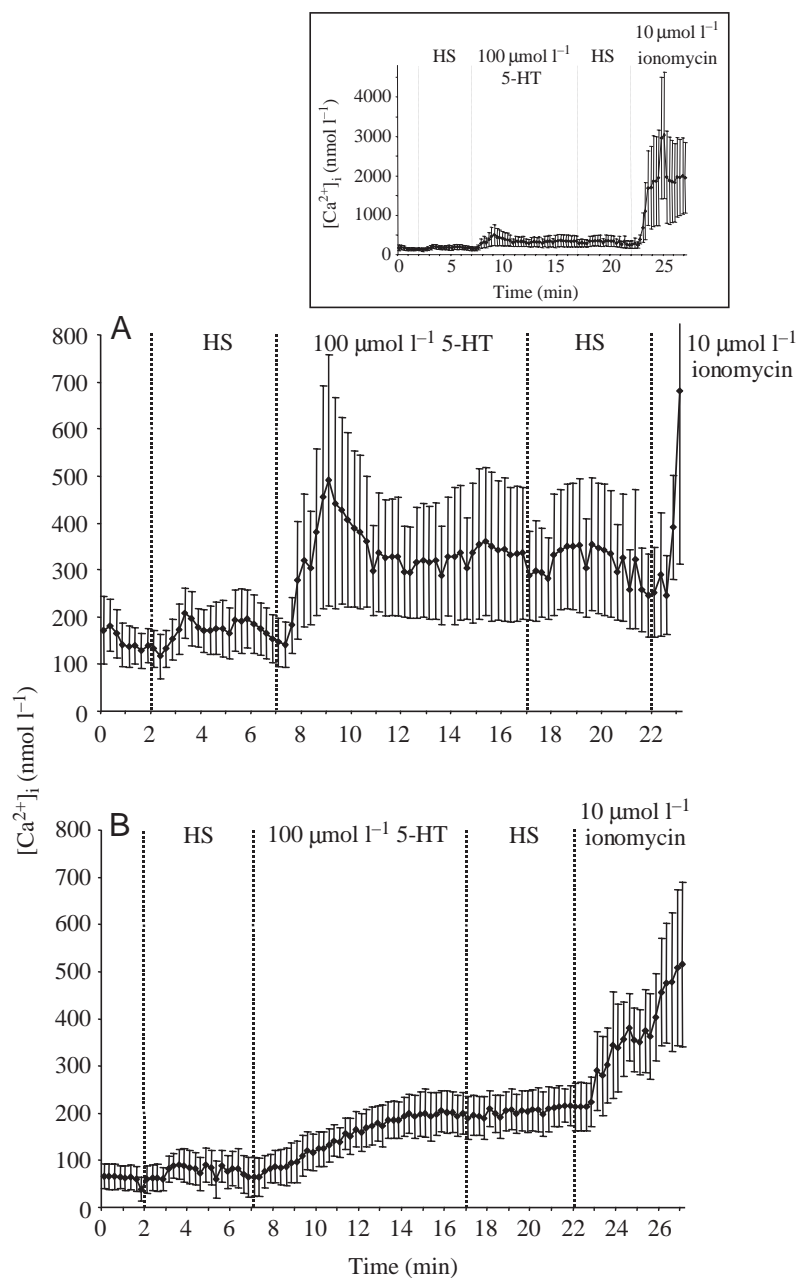 10 µmol l⁻¹
HS 100 µmol l⁻¹ HS ionomycin
5-HT
[Ca²⁺]ᵢ (nmol l⁻¹)
4000
3000
2000
1000
0
0 5 10 15 20 25
Time (min)
A
HS 100 µmol l⁻¹ 5-HT HS 10 µmol l⁻¹
ionomycin
800
700
600
500
400
300
200
100
0
0 2 4 6 8 10 12 14 16 18 20 22
[Ca²⁺]ᵢ (nmol l⁻¹)
B
10 µmol l⁻¹
HS 100 µmol l⁻¹ 5-HT HS ionomycin
800
700
600
500
400
300
200
100
0
0 2 4 6 8 10 12 14 16 18 20 22 24 26
Time (min)